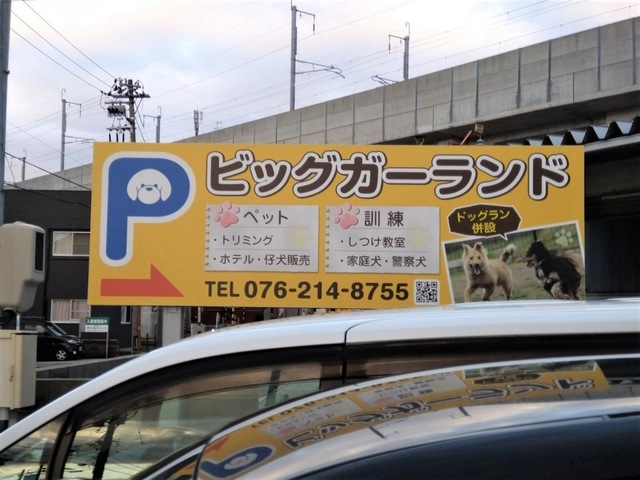 P
ビッグガーランド
ペット
・トリミング
・ホテル・仔犬販売
訓練
・しつけ教室
・家庭犬・警察犬
ドッグラン
併設
TEL 076-214-8755